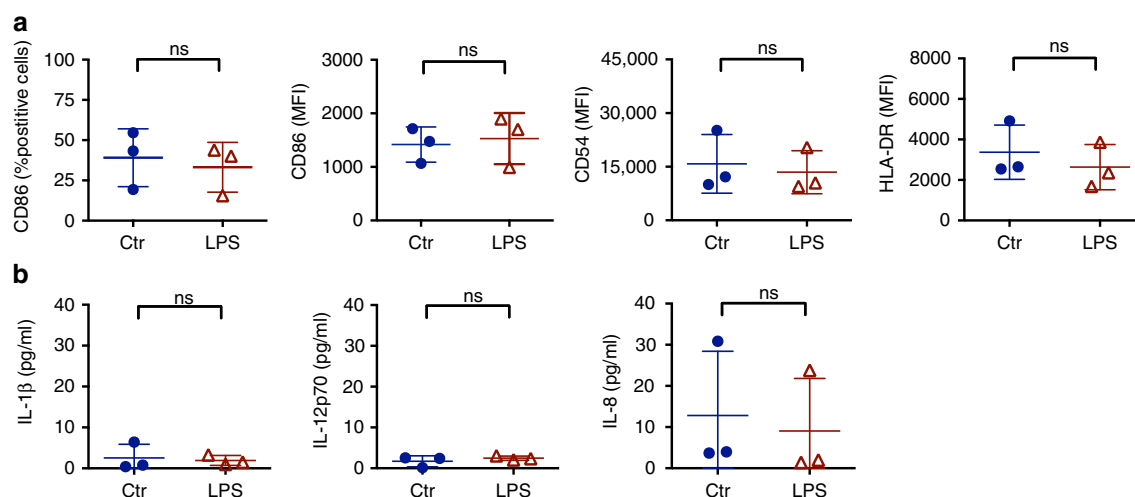 a
CD86 (%postitive cells)
100
75
50
25
0
ns
Ctr
LPS
CD86 (MFI)
3000
2000
1000
0
ns
Ctr
LPS
CD54 (MFI)
45,000
30,000
15,000
0
ns
Ctr
LPS
HLA-DR (MFI)
8000
6000
4000
2000
0
ns
Ctr
LPS
b
IL-1β (pg/ml)
40
30
20
10
0
ns
Ctr
LPS
IL-12p70 (pg/ml)
40
30
20
10
0
ns
Ctr
LPS
IL-8 (pg/ml)
40
30
20
10
0
ns
Ctr
LPS